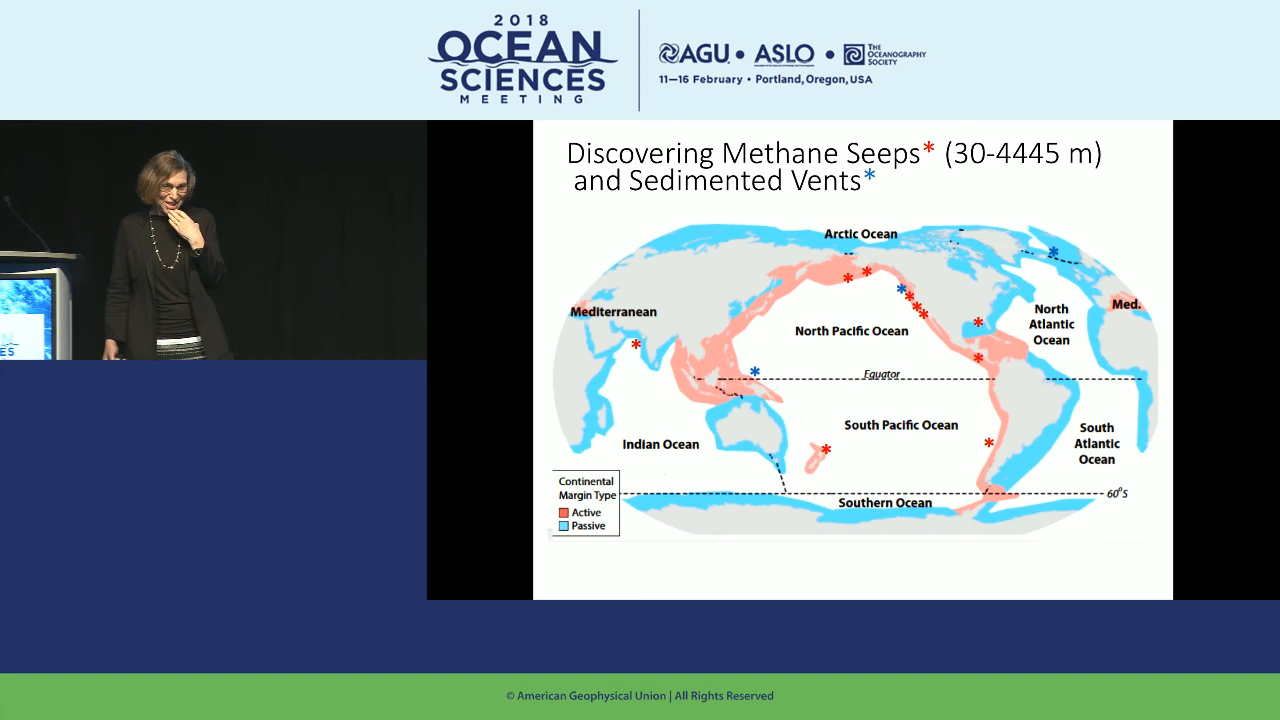 2018
OCEAN
SCIENCES
MEETING
AGU • ASLO • THE OCEANOGRAPHY SOCIETY
11–16 February • Portland, Oregon, USA
Discovering Methane Seeps* (30-4445 m)
and Sedimented Vents*
Arctic Ocean
Mediterranean
North Pacific Ocean
North
Atlantic
Ocean
Med.
Equator
South Pacific Ocean
Indian Ocean
South
Atlantic
Ocean
Continental
Margin Type
Active
Passive
Southern Ocean
60°S
© American Geophysical Union | All Rights Reserved